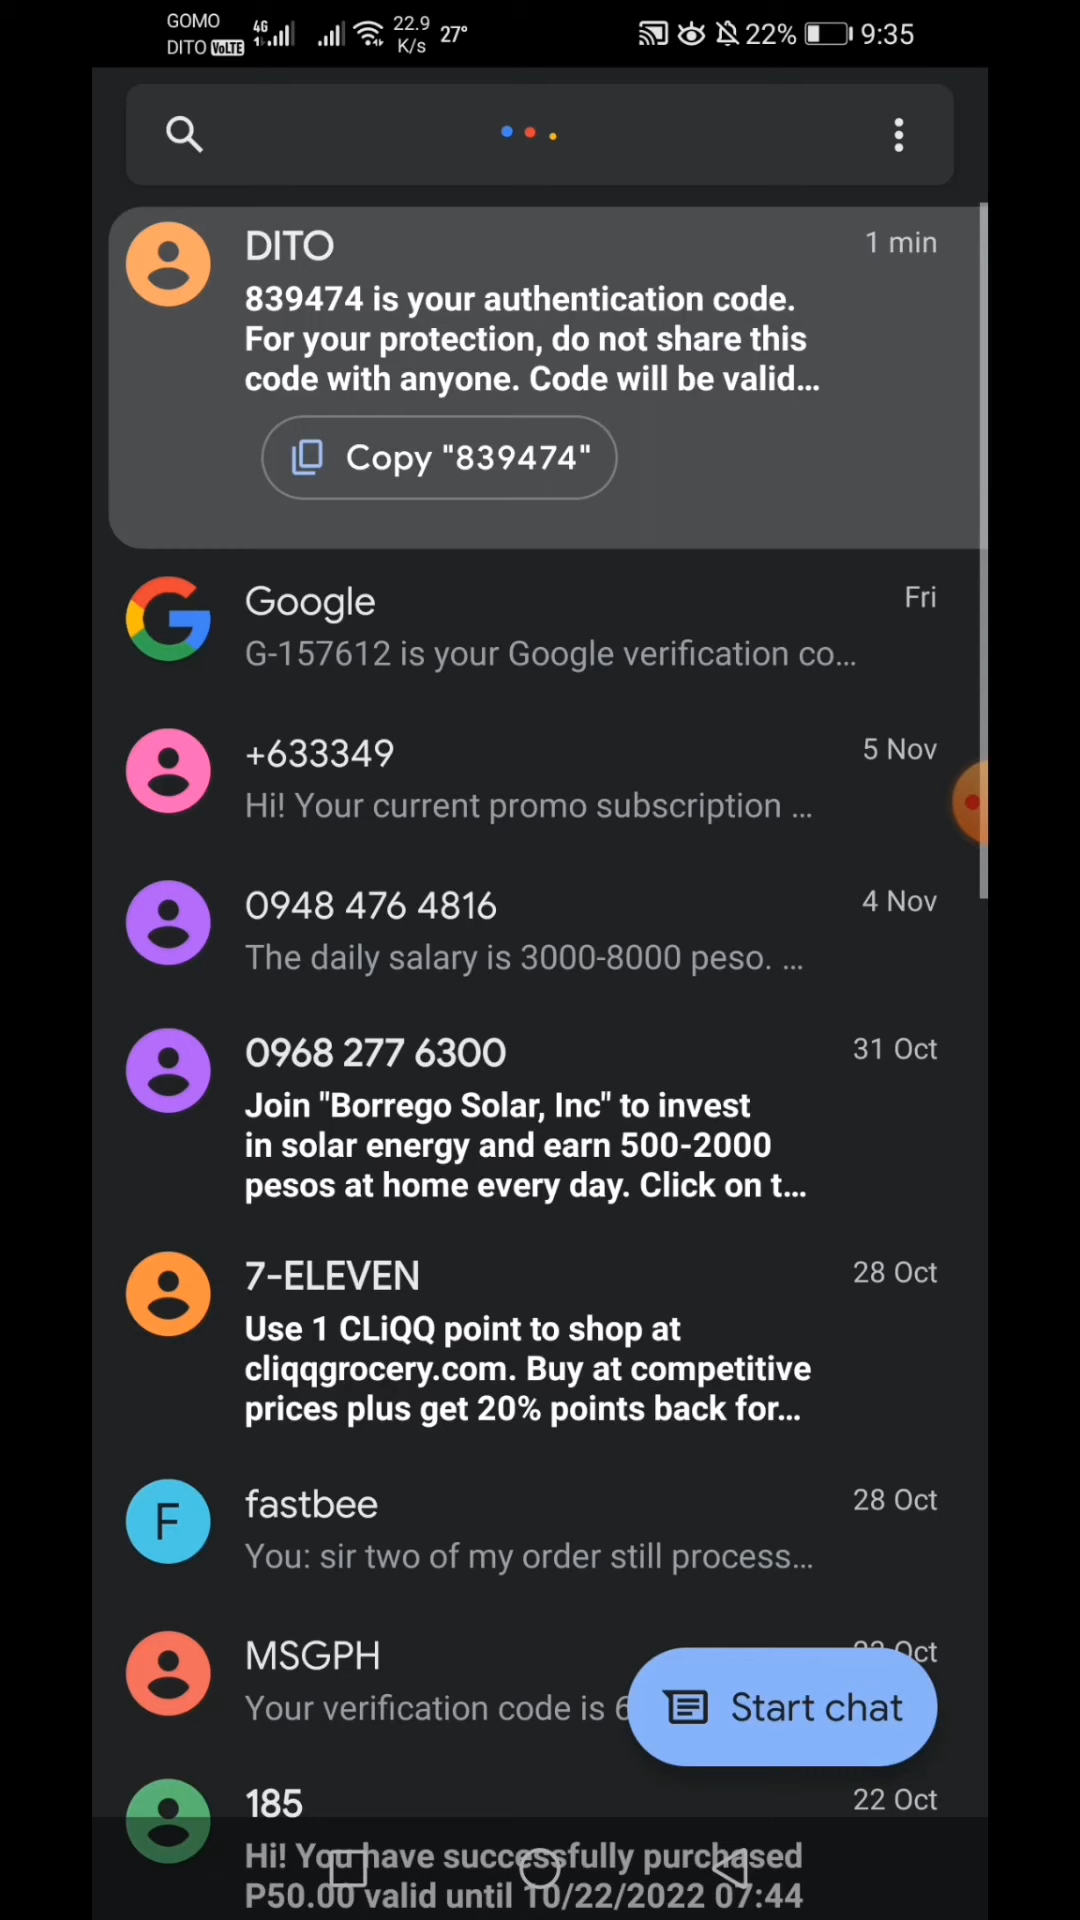 GOMO
DITO VoLTE
4G
22.9
K/s
27°
22%
9:35
DITO
1 min
839474 is your authentication code.
For your protection, do not share this
code with anyone. Code will be valid...
Copy "839474"
Google
Fri
G-157612 is your Google verification co...
+633349
5 Nov
Hi! Your current promo subscription ...
0948 476 4816
4 Nov
The daily salary is 3000-8000 peso. ...
0968 277 6300
31 Oct
Join "Borrego Solar, Inc" to invest
in solar energy and earn 500-2000
pesos at home every day. Click on t...
7-ELEVEN
28 Oct
Use 1 CLiQQ point to shop at
cliqqgrocery.com. Buy at competitive
prices plus get 20% points back for...
F
fastbee
28 Oct
You: sir two of my order still process...
MSGPH
Oct
Your verification code is
Start chat
185
22 Oct
Hi! You have successfully purchased
P50.00 valid until 10/22/2022 07:44